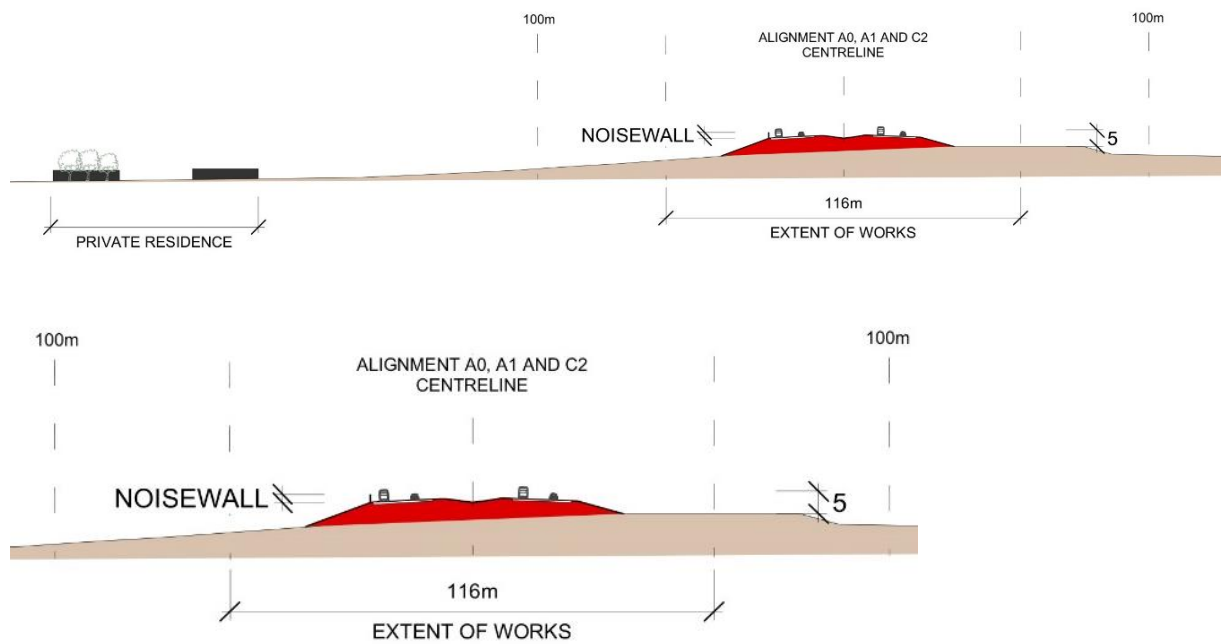 100m
100m
ALIGNMENT A0, A1 AND C2
CENTRELINE
NOISEWALL
5
116m
EXTENT OF WORKS
PRIVATE RESIDENCE
100m
100m
ALIGNMENT A0, A1 AND C2
CENTRELINE
NOISEWALL
5
116m
EXTENT OF WORKS